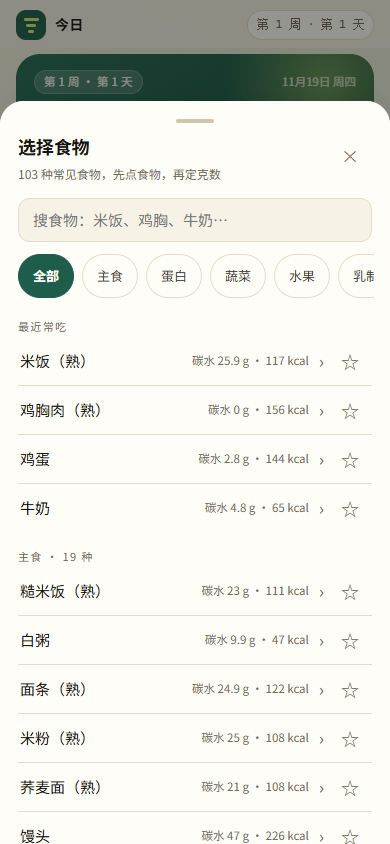 今日
第 1 周 · 第 1 天
第 1 周 · 第 1 天
11月19日 周四
选择食物
103 种常见食物，先点食物，再定克数
搜食物：米饭、鸡胸、牛奶…
全部 主食 蛋白 蔬菜 水果 乳制
最近常吃
米饭（熟） 碳水 25.9 g · 117 kcal
鸡胸肉（熟） 碳水 0 g · 156 kcal
鸡蛋 碳水 2.8 g · 144 kcal
牛奶 碳水 4.8 g · 65 kcal
主食 · 19 种
糙米饭（熟） 碳水 23 g · 111 kcal
白粥 碳水 9.9 g · 47 kcal
面条（熟） 碳水 24.9 g · 122 kcal
米粉（熟） 碳水 25 g · 108 kcal
荞麦面（熟） 碳水 21 g · 108 kcal
馒头 碳水 47 g · 226 kcal